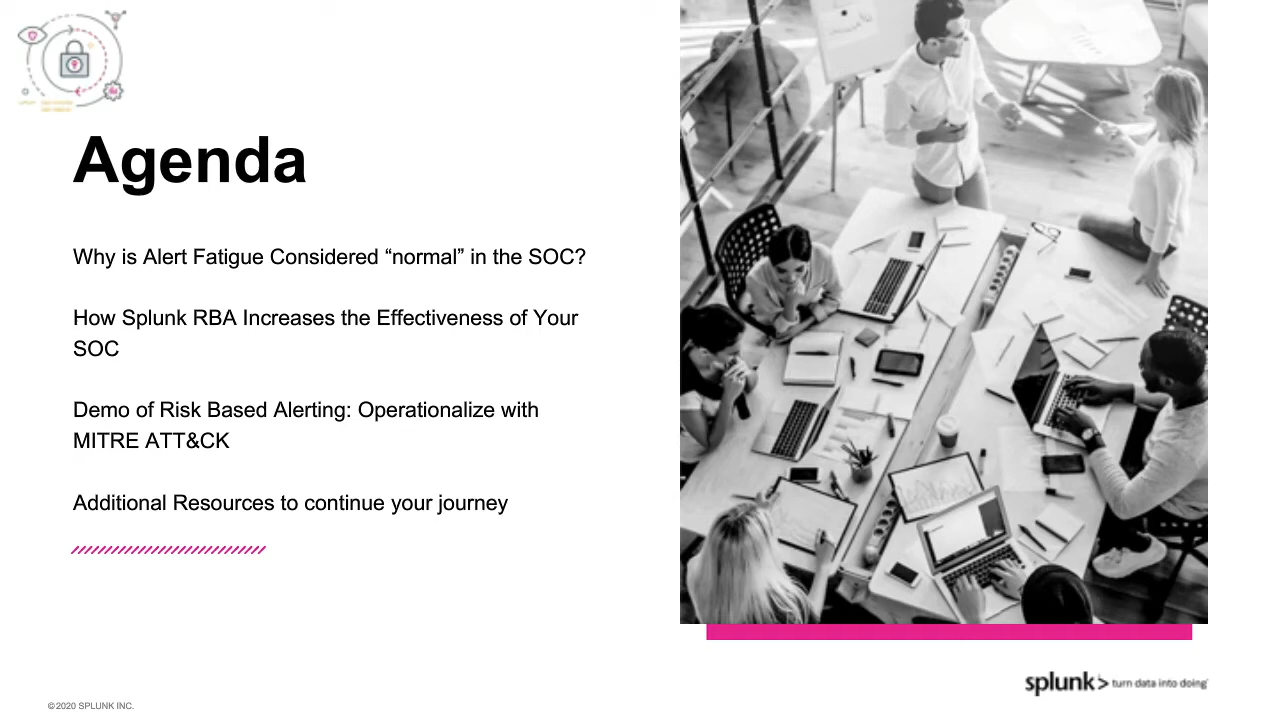 Agenda
Why is Alert Fatigue Considered “normal” in the SOC?
How Splunk RBA Increases the Effectiveness of Your
SOC
Demo of Risk Based Alerting: Operationalize with
MITRE ATT&CK
Additional Resources to continue your journey
splunk> turn data into doing
©2020 SPLUNK INC.